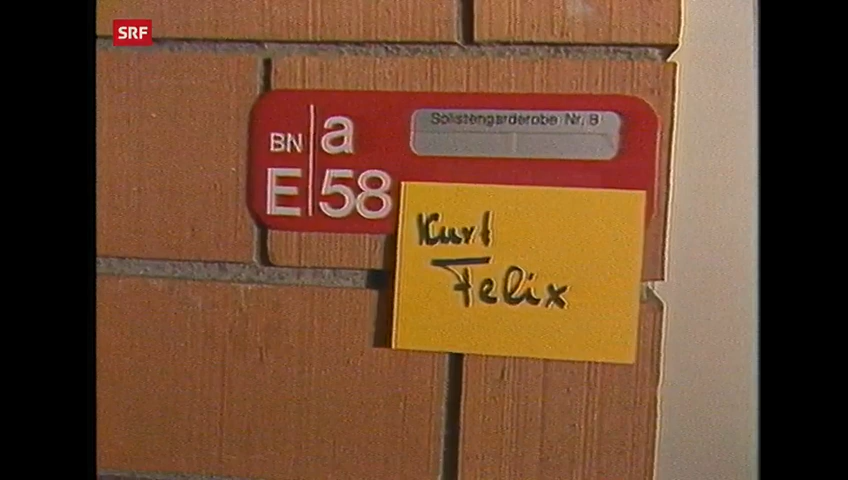 SRF
BN a
E 58
Solistengarderobe Nr. 8
Kurt
Felix